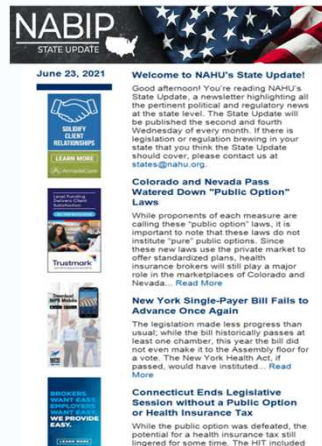 NABIP
STATE UPDATE
June 23, 2021
SOLIDIFY
CLIENT
RELATIONSHIPS
LEARN MORE
Level Funding
Delivers Client
Satisfaction
Trustmark
Download
Mobile
BROKERS
WANT EASY.
EMPLOYERS
WANT EASY.
WE PROVIDE
EASY.
Welcome to NAHU's State Update!
Good afternoon! You're reading NAHU's
State Update, a newsletter highlighting all
the pertinent political and regulatory news
at the state level. The State Update will
be published the second and fourth
Wednesday of every month. If there is
legislation or regulation brewing in your
state that you think the State Update
should cover, please contact us at
states@nahu.org.
Colorado and Nevada Pass
Watered Down "Public Option"
Laws
While proponents of each measure are
calling these "public option" laws, it is
important to note that these laws do not
institute "pure" public options. Since
these new laws use the private market to
offer standardized plans, health
insurance brokers will still play a major
role in the marketplaces of Colorado and
Nevada... Read More
New York Single-Payer Bill Fails to
Advance Once Again
The legislation made less progress than
usual; while the bill historically passes at
least one chamber, this year the bill did
not even make it to the Assembly floor for
a vote. The New York Health Act, if
passed, would have instituted... Read
More
Connecticut Ends Legislative
Session without a Public Option
or Health Insurance Tax
While the public option was defeated, the
potential for a health insurance tax still
lingered for some time. The HIT included